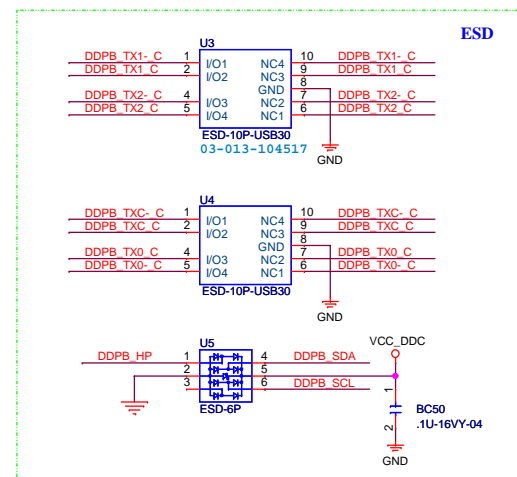 ESD
U3
DDPB_TX1-_C 1 I/O1 NC4 10 DDPB_TX1-_C
DDPB_TX1_C 2 I/O2 NC3 9 DDPB_TX1_C
GND 8
DDPB_TX2-_C 4 I/O3 NC2 7 DDPB_TX2-_C
DDPB_TX2_C 5 I/O4 NC1 6 DDPB_TX2_C
ESD-10P-USB30
03-013-104517
GND
U4
DDPB_TXC-_C 1 I/O1 NC4 10 DDPB_TXC-_C
DDPB_TXC_C 2 I/O2 NC3 9 DDPB_TXC_C
GND 8
DDPB_TX0_C 4 I/O3 NC2 7 DDPB_TX0_C
DDPB_TX0-_C 5 I/O4 NC1 6 DDPB_TX0-_C
ESD-10P-USB30
GND
U5
VCC_DDC
DDPB_HP 1 4 DDPB_SDA
2 5
3 6 DDPB_SCL
ESD-6P
1
BC50
.1U-16VY-04
2
GND